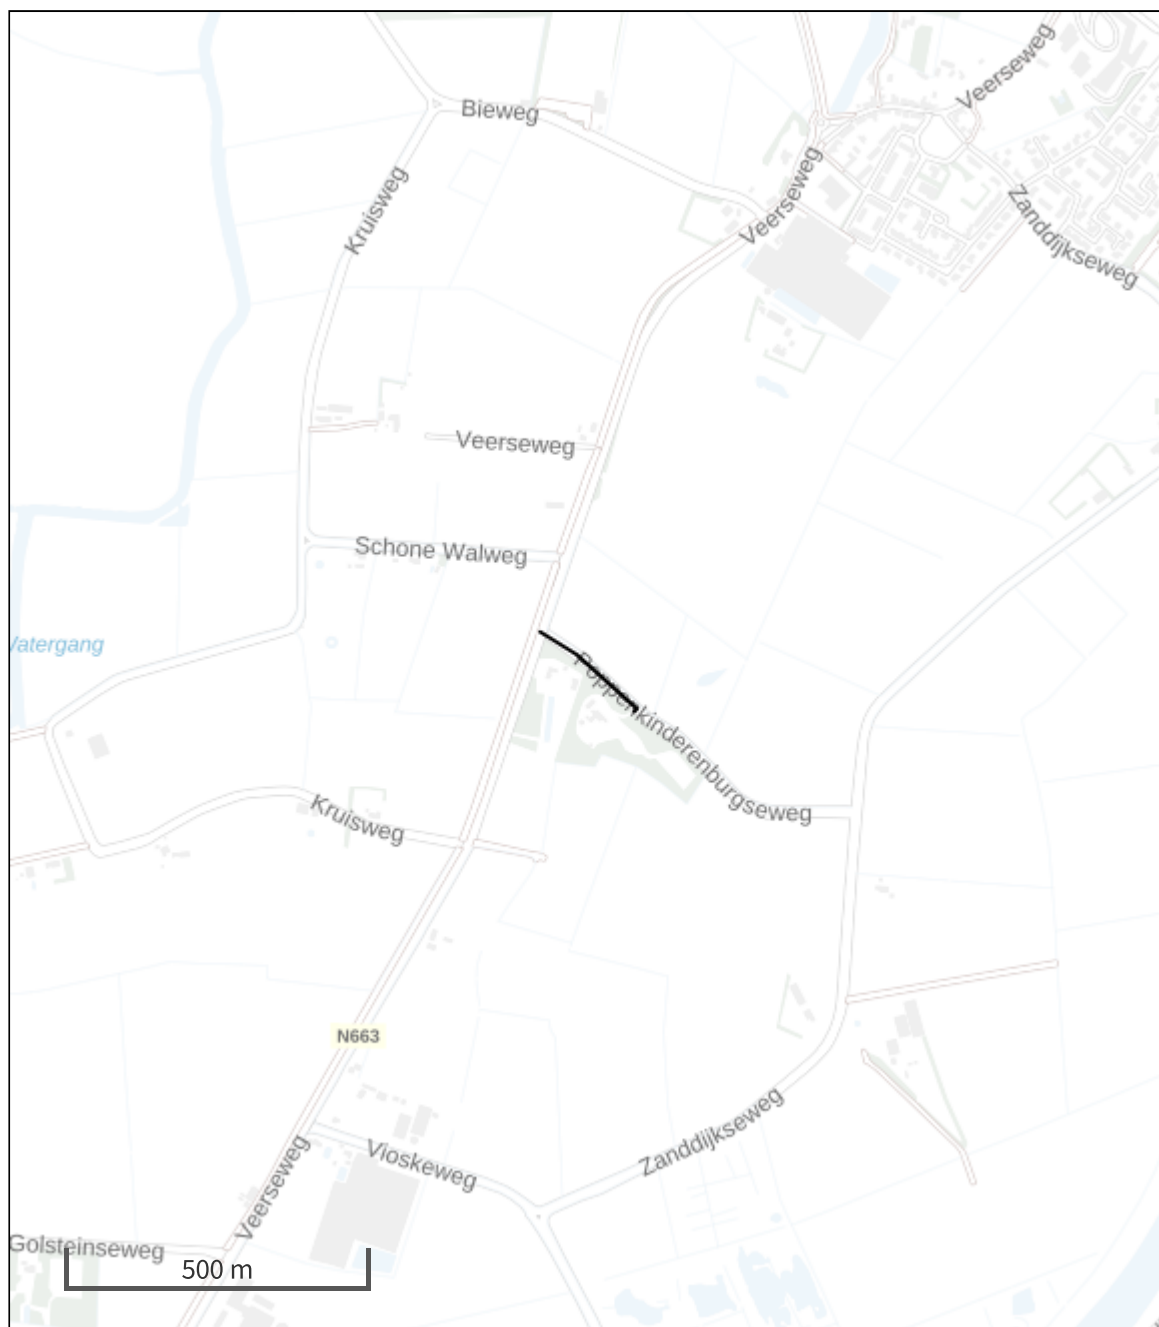 Veerseweg
Bieweg
Veerseweg
Kruisweg
Zanddijkseweg
Veerseweg
Schone Walweg
Watergang
Poppenkinderenburgseweg
Kruisweg
N663
Zanddijkseweg
Veerseweg
Vioskeweg
Golsteinseweg
500 m